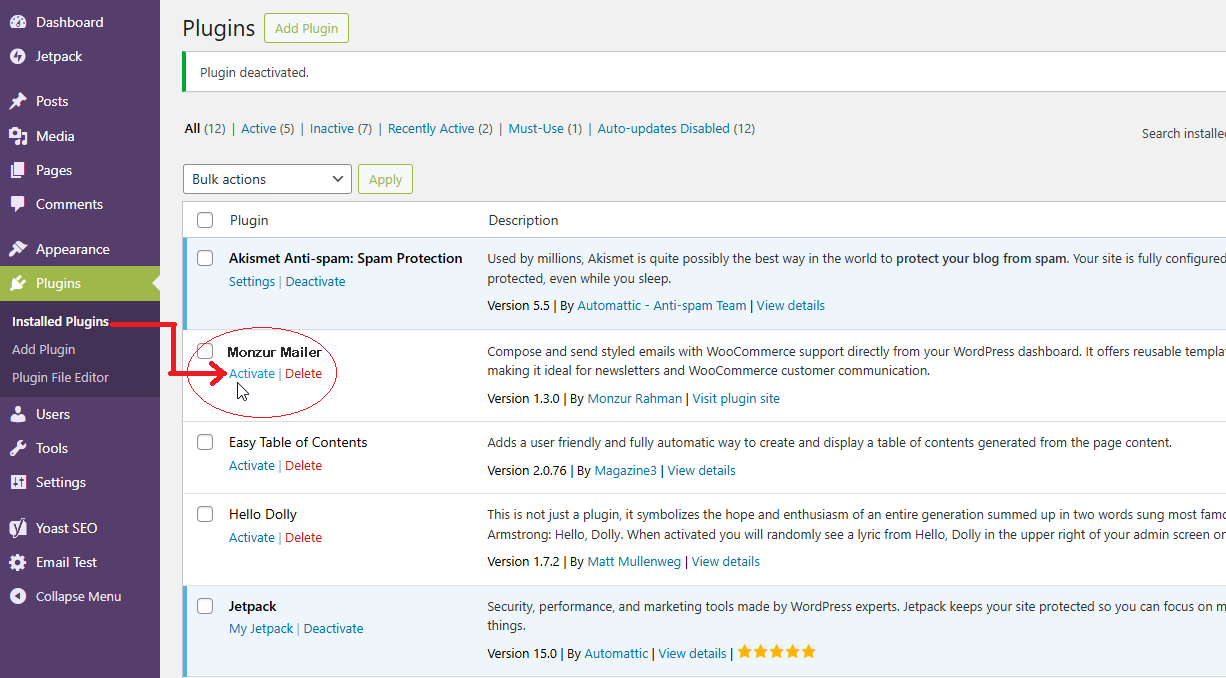 Dashboard
Jetpack
Posts
Media
Pages
Comments
Appearance
Plugins
Installed Plugins
Add Plugin
Plugin File Editor
Users
Tools
Settings
Yoast SEO
Email Test
Collapse Menu
Plugins Add Plugin
Plugin deactivated.
All (12) | Active (5) | Inactive (7) | Recently Active (2) | Must-Use (1) | Auto-updates Disabled (12)
Search installe
Bulk actions Apply
Plugin Description
Akismet Anti-spam: Spam Protection
Settings | Deactivate
Used by millions, Akismet is quite possibly the best way in the world to protect your blog from spam. Your site is fully configured
protected, even while you sleep.
Version 5.5 | By Automattic - Anti-spam Team | View details
Monzur Mailer
Activate | Delete
Compose and send styled emails with WooCommerce support directly from your WordPress dashboard. It offers reusable templa
making it ideal for newsletters and WooCommerce customer communication.
Version 1.3.0 | By Monzur Rahman | Visit plugin site
Easy Table of Contents
Activate | Delete
Adds a user friendly and fully automatic way to create and display a table of contents generated from the page content.
Version 2.0.76 | By Magazine3 | View details
Hello Dolly
Activate | Delete
This is not just a plugin, it symbolizes the hope and enthusiasm of an entire generation summed up in two words sung most famo
Armstrong: Hello, Dolly. When activated you will randomly see a lyric from Hello, Dolly in the upper right of your admin screen on
Version 1.7.2 | By Matt Mullenweg | View details
Jetpack
My Jetpack | Deactivate
Security, performance, and marketing tools made by WordPress experts. Jetpack keeps your site protected so you can focus on m
things.
Version 15.0 | By Automattic | View details |